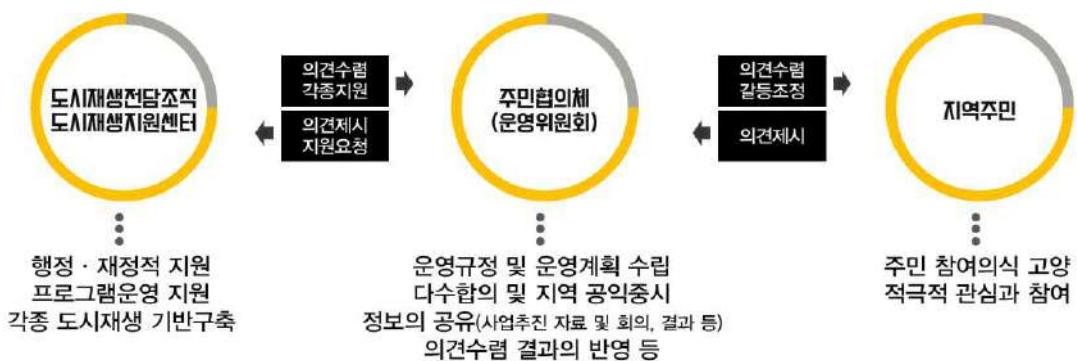 도시재생전담조직
도시재생지원센터
의견수렴
각종지원
의견제시
지원요청
주민협의체
(운영위원회)
의견수렴
갈등조정
의견제시
지역주민
행정 · 재정적 지원
프로그램운영 지원
각종 도시재생 기반구축
운영규정 및 운영계획 수립
다수합의 및 지역 공익중시
정보의 공유(사업추진 자료 및 회의, 결과 등)
의견수렴 결과의 반영 등
주민 참여의식 고양
적극적 관심과 참여